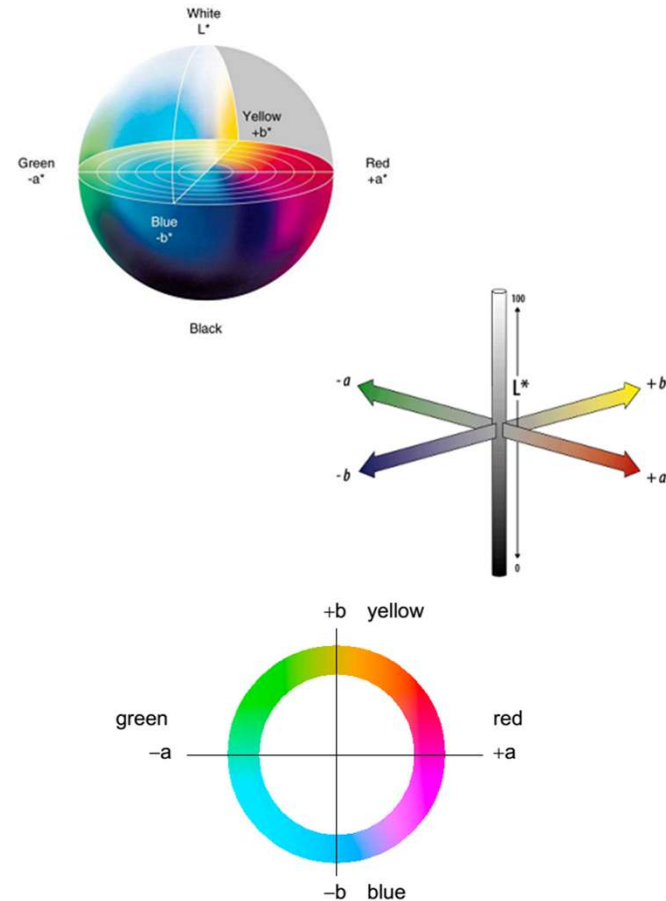 White
L*
Yellow
+b*
Green
-a*
Red
+a*
Blue
-b*
Black
100
-a
L*
+b
-b
+a
0
+b yellow
green
red
–a
+a
–b blue